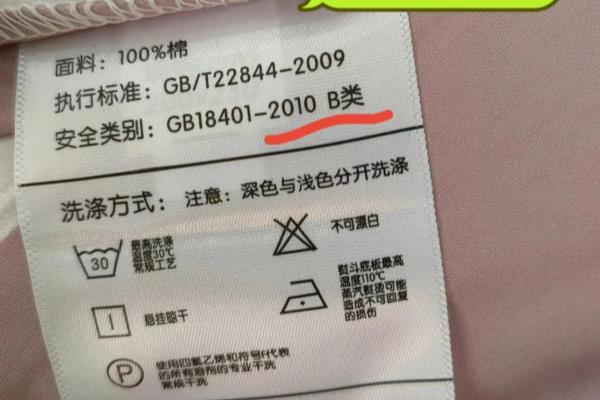 面料：100%棉
执行标准：GB/T22844-2009
安全类别：GB18401-2010 B类
洗涤方式：注意：深色与浅色分开洗涤
30
最高洗涤
温度30℃
常规工艺
不可漂白
悬挂晾干
熨斗底板最高
温度110℃
蒸汽熨烫可能
造成不可回复
的损伤
P
使用四氯乙烯和符号F代表
的所有溶剂的专业干洗
常规干洗